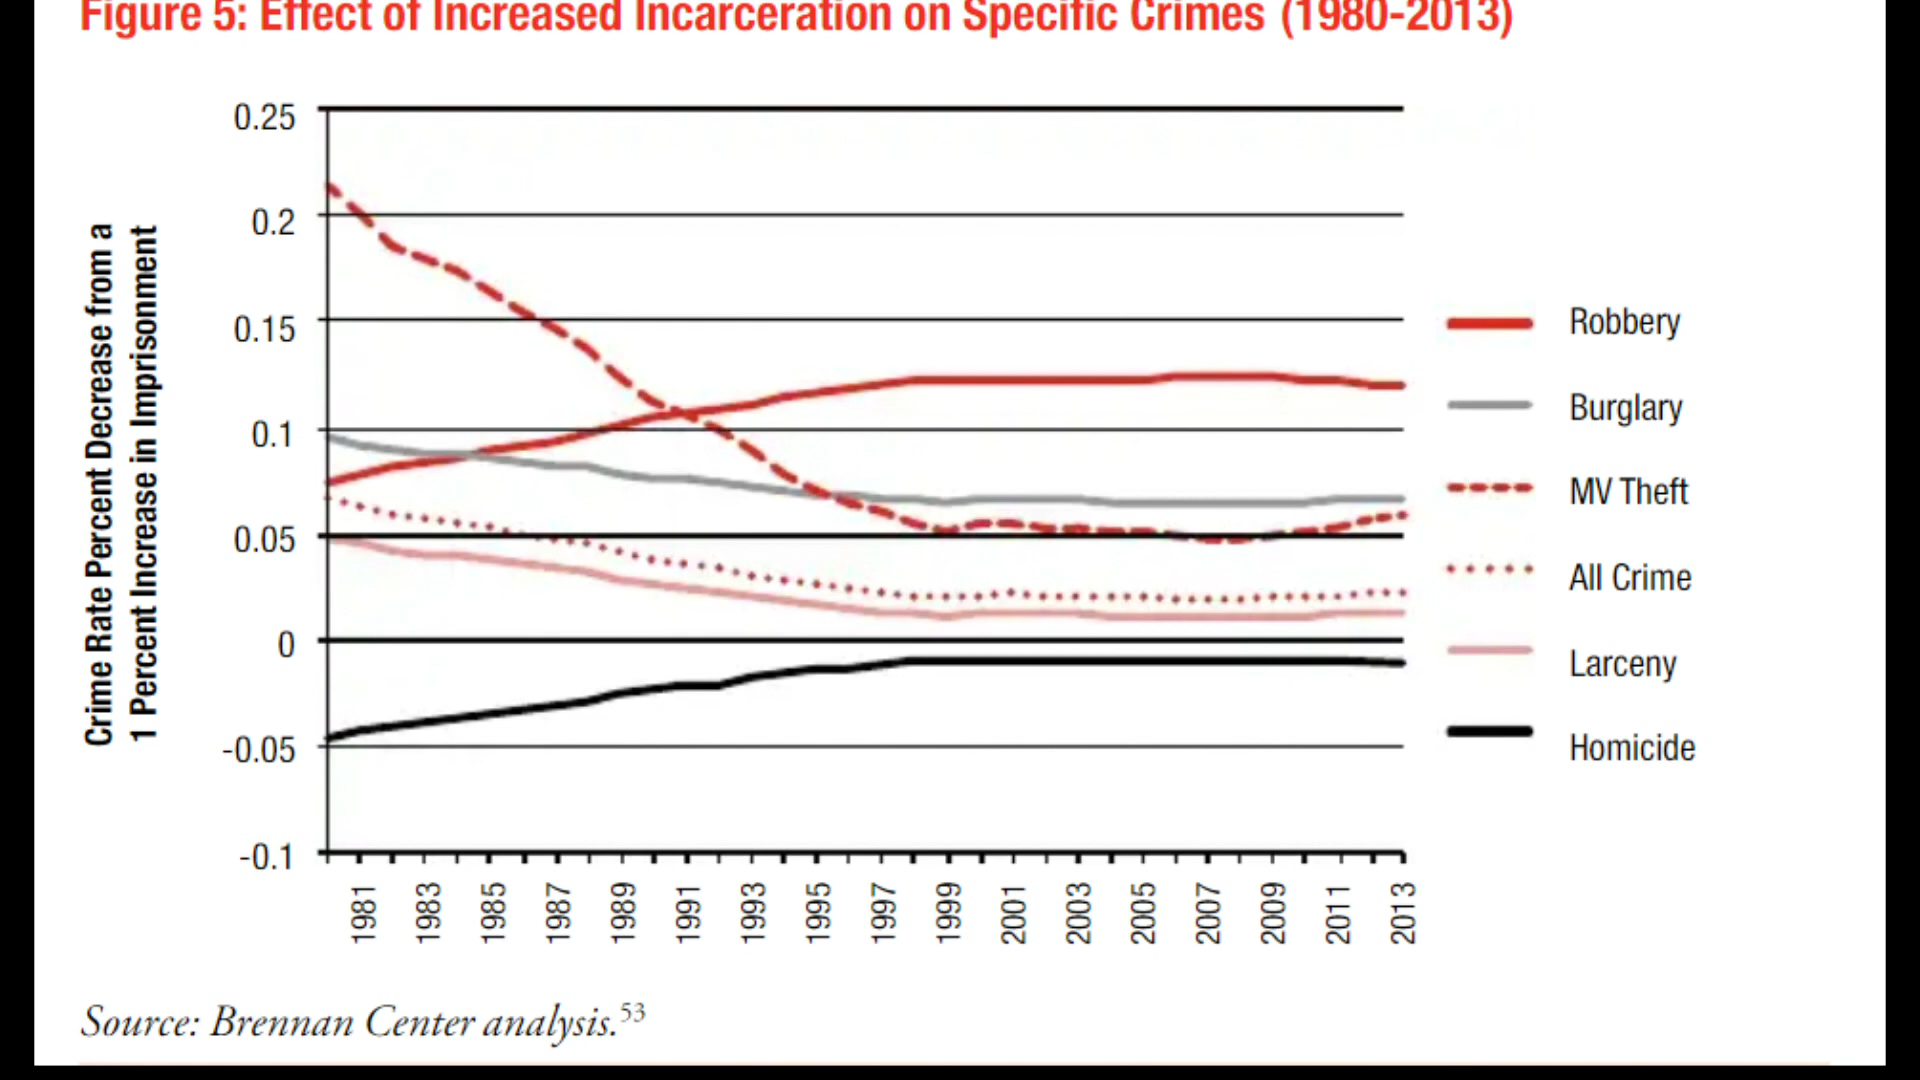 Figure 5: Effect of Increased Incarceration on Specific Crimes (1980-2013)
Crime Rate Percent Decrease from a
1 Percent Increase in Imprisonment
0.25
0.2
0.15
0.1
0.05
0
-0.05
-0.1
1981
1983
1985
1987
1989
1991
1993
1995
1997
1999
2001
2003
2005
2007
2009
2011
2013
Robbery
Burglary
MV Theft
All Crime
Larceny
Homicide
Source: Brennan Center analysis.53